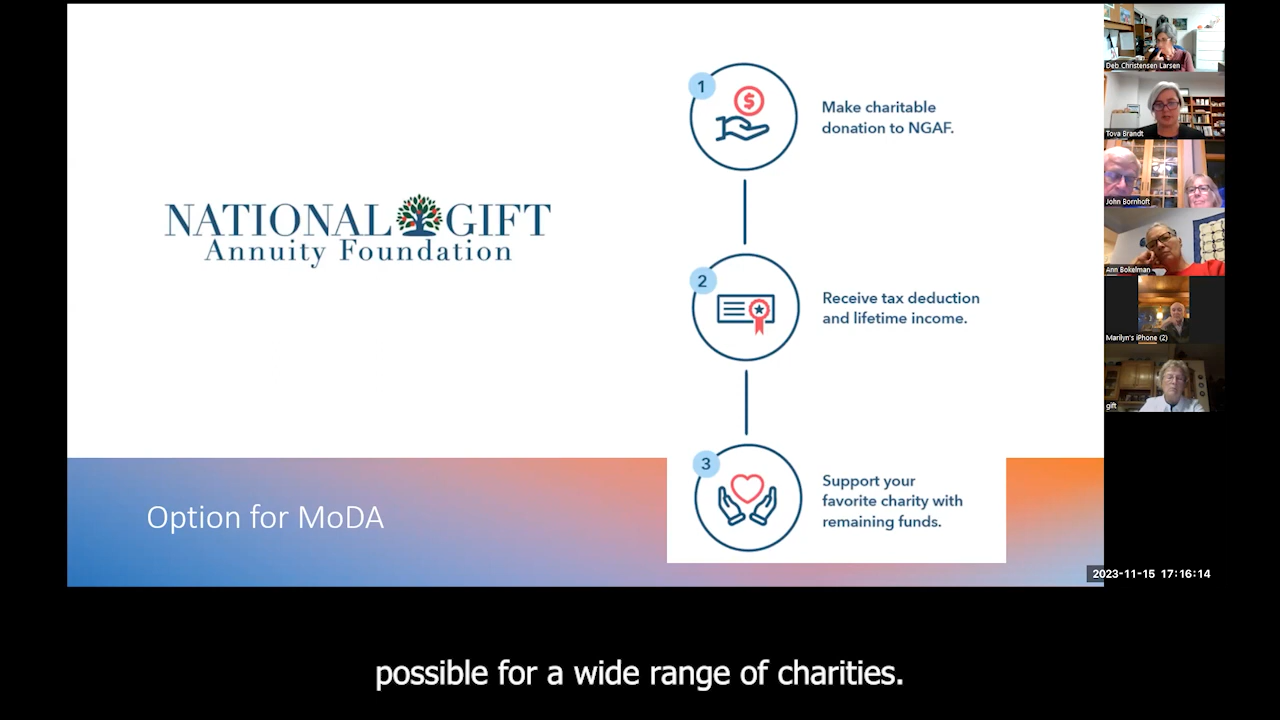 NATIONAL GIFT
Annuity Foundation
1
$
Make charitable
donation to NGAF.
2
Receive tax deduction
and lifetime income.
3
Support your
favorite charity with
remaining funds.
Option for MoDA
Deb Christensen Larsen
Tova Brandt
John Bornhoft
Ann Bokelman
Marilyn's iPhone (2)
gift
2023-11-15 17:16:14
possible for a wide range of charities.